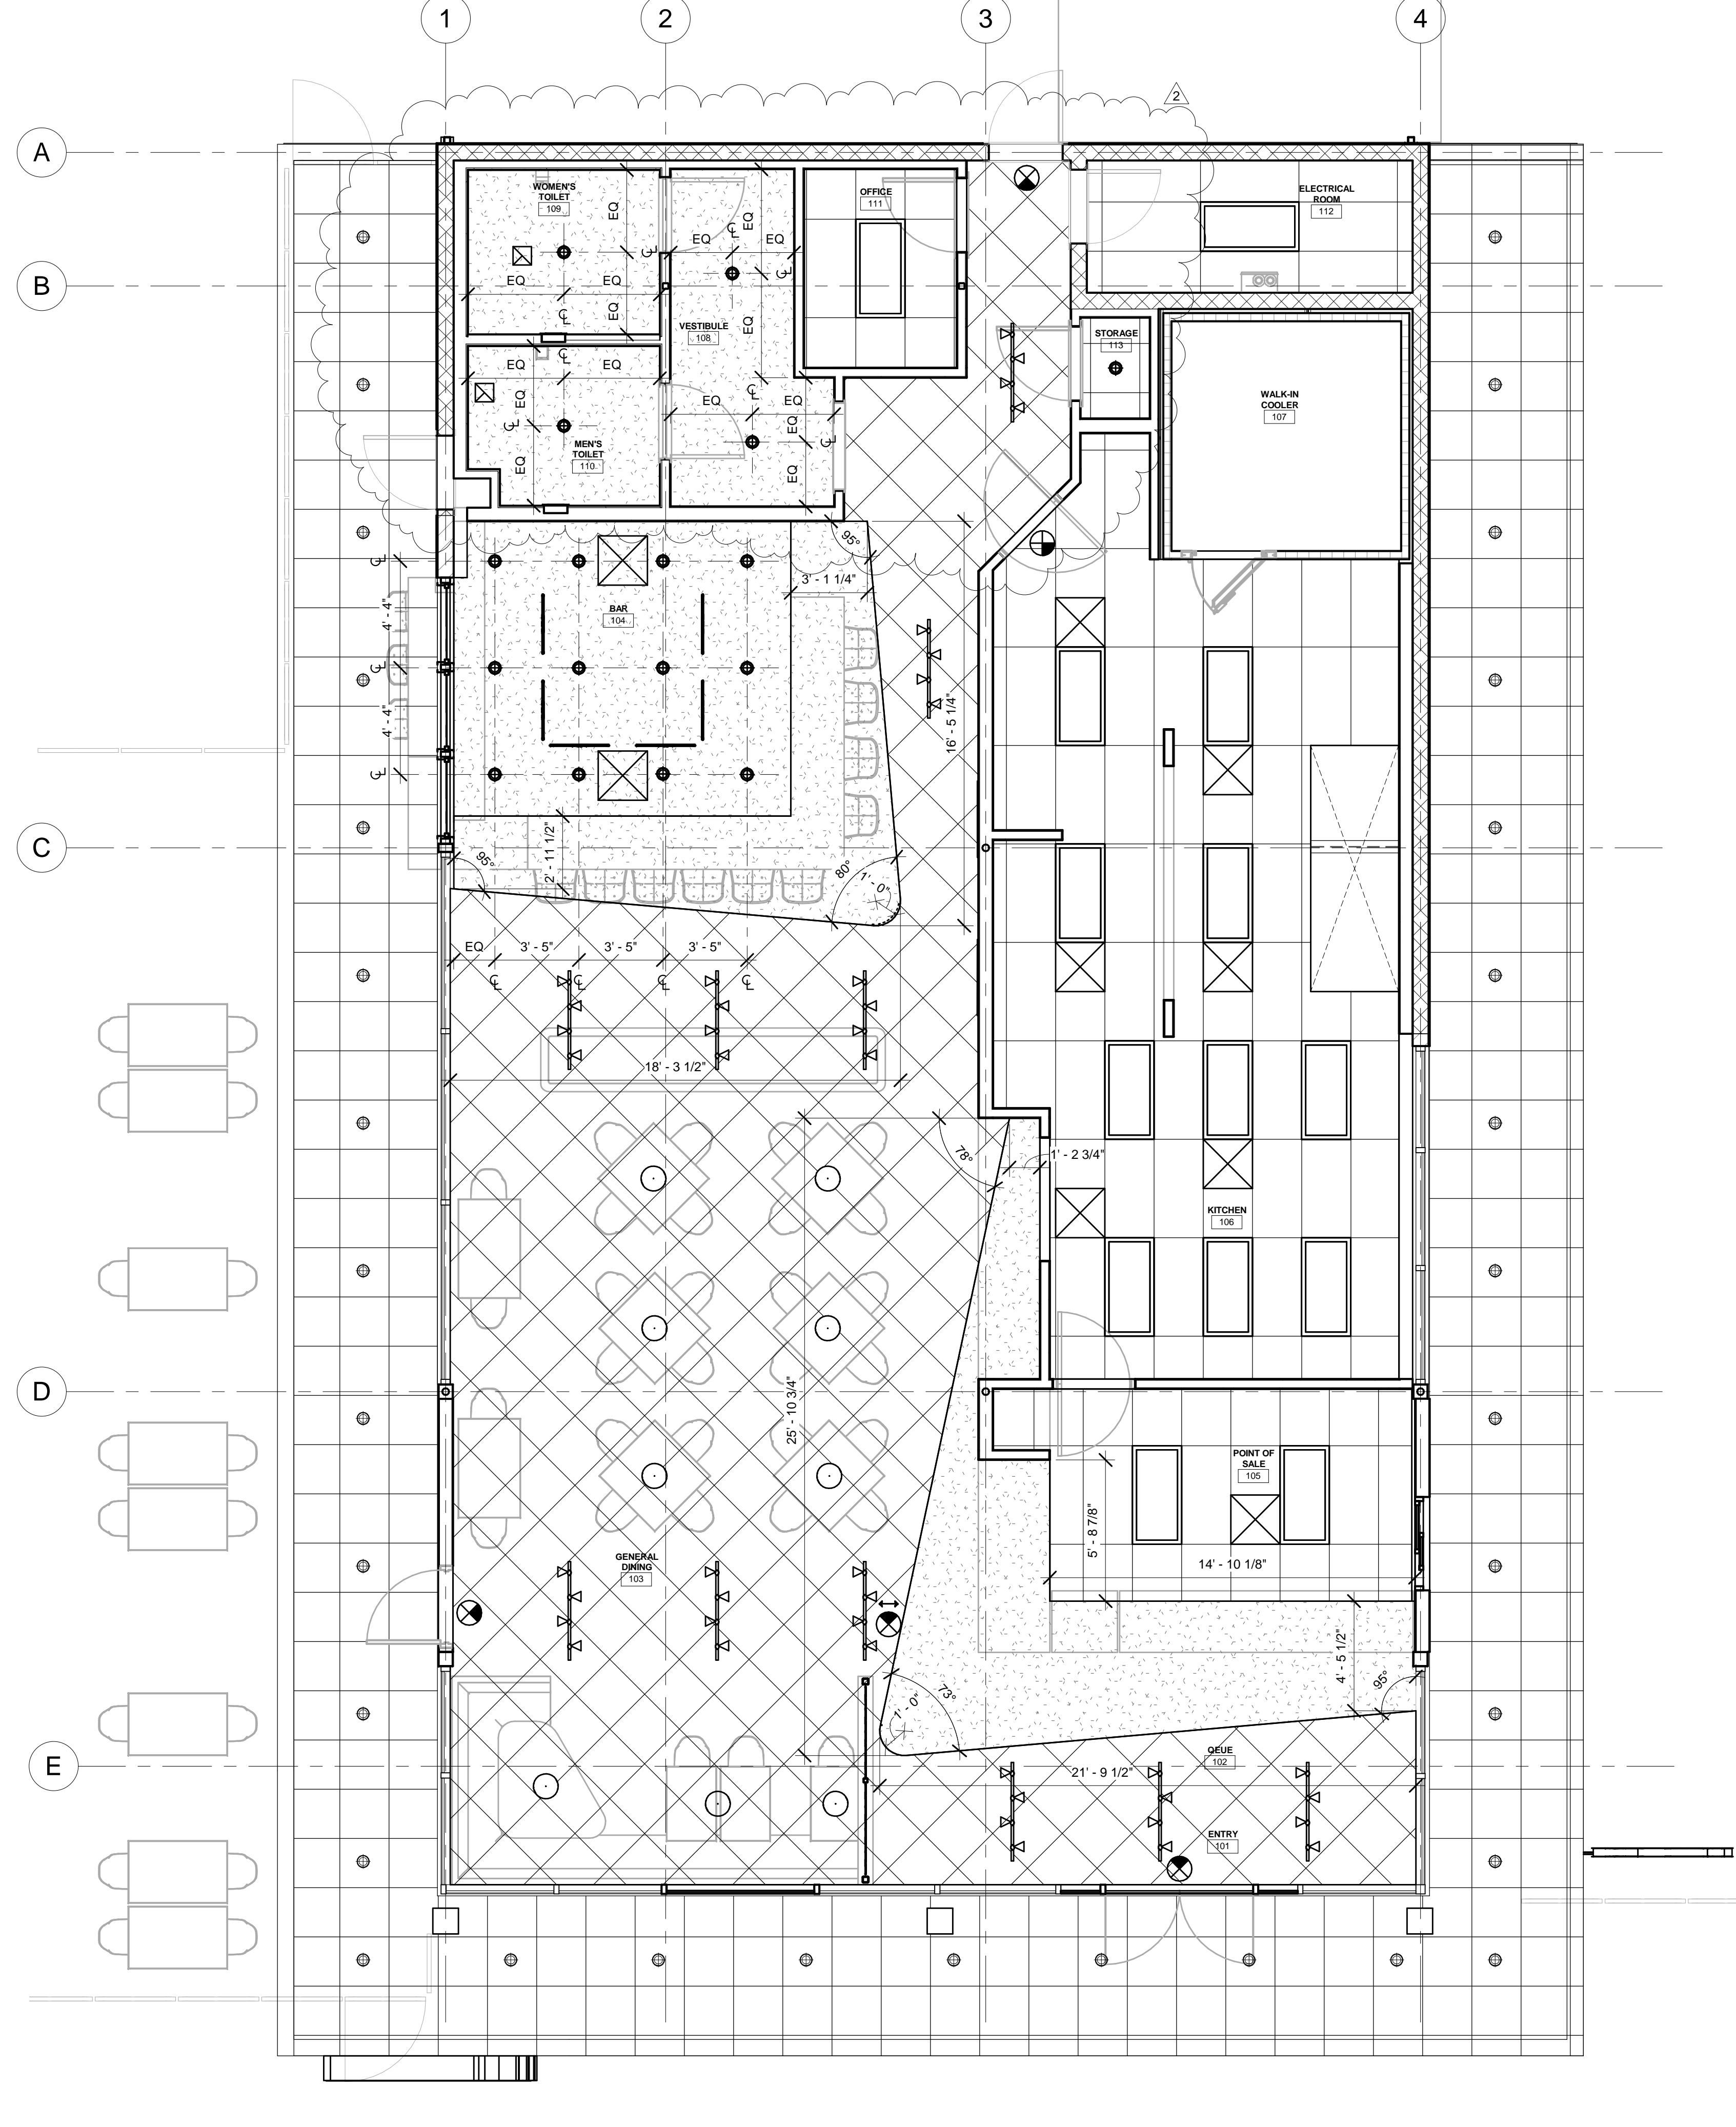 1 2 3 4
2
A
WOMEN'S
TOILET
109
OFFICE
111
ELECTRICAL
ROOM
112
EQ
EQ
℄
EQ
EQ
℄
℄
B
EQ
EQ
EQ
℄
VESTIBULE
108
EQ
STORAGE
113
℄
EQ
EQ
WALK-IN
COOLER
107
EQ
℄
EQ
EQ
EQ
℄
℄
MEN'S
TOILET
110
EQ
EQ
95°
℄
3' - 1 1/4"
4' - 4"
BAR
104
℄
4' - 4"
16' - 5 1/4"
℄
C
2' - 11 1/2"
95°
80°
1' - 0"
EQ
3' - 5"
3' - 5"
3' - 5"
℄
℄
℄
℄
18' - 3 1/2"
78°
1' - 2 3/4"
KITCHEN
106
D
25' - 10 3/4"
POINT OF
SALE
105
5' - 8 7/8"
14' - 10 1/8"
GENERAL
DINING
103
4' - 5 1/2"
95°
73°
1' - 0"
E
QEUE
102
21' - 9 1/2"
ENTRY
101